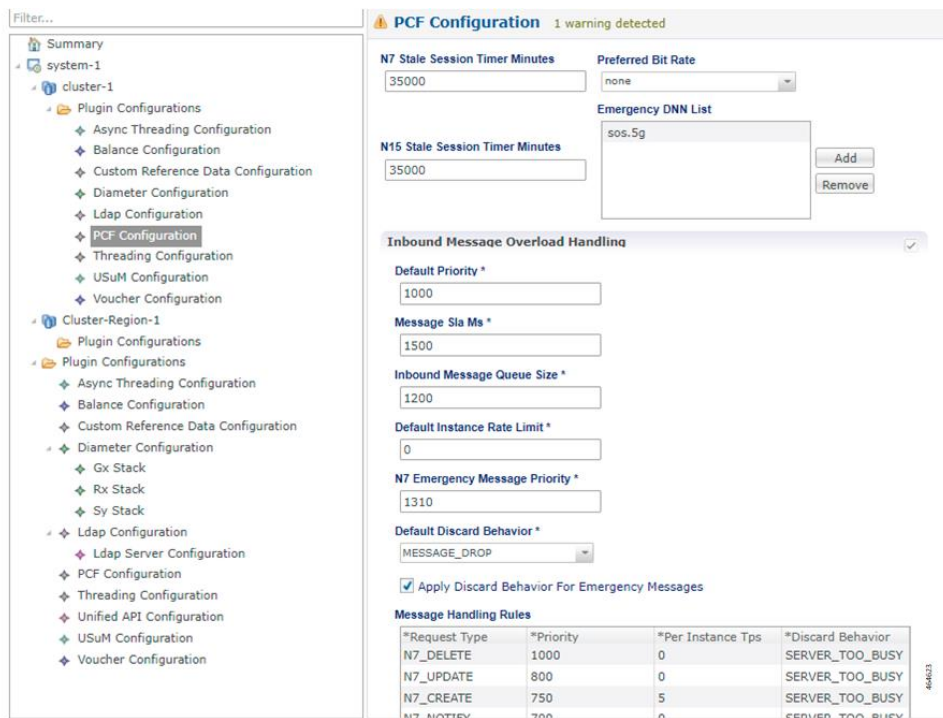 Filter...
Summary
system-1
cluster-1
Plugin Configurations
Async Threading Configuration
Balance Configuration
Custom Reference Data Configuration
Diameter Configuration
Ldap Configuration
PCF Configuration
Threading Configuration
USuM Configuration
Voucher Configuration
Cluster-Region-1
Plugin Configurations
Plugin Configurations
Async Threading Configuration
Balance Configuration
Custom Reference Data Configuration
Diameter Configuration
Gx Stack
Rx Stack
Sy Stack
Ldap Configuration
Ldap Server Configuration
PCF Configuration
Threading Configuration
Unified API Configuration
USuM Configuration
Voucher Configuration
PCF Configuration 1 warning detected
N7 Stale Session Timer Minutes Preferred Bit Rate
35000 none
Emergency DNN List
sos.5g
N15 Stale Session Timer Minutes
35000
Add
Remove
Inbound Message Overload Handling
Default Priority *
1000
Message Sla Ms *
1500
Inbound Message Queue Size *
1200
Default Instance Rate Limit *
0
N7 Emergency Message Priority *
1310
Default Discard Behavior *
MESSAGE_DROP
Apply Discard Behavior For Emergency Messages
Message Handling Rules
*Request Type *Priority *Per Instance Tps *Discard Behavior
N7_DELETE 1000 0 SERVER_TOO_BUSY
N7_UPDATE 800 0 SERVER_TOO_BUSY
N7_CREATE 750 5 SERVER_TOO_BUSY
N7_NOTIFY 700 0 SERVER_TOO_BUSY
464623